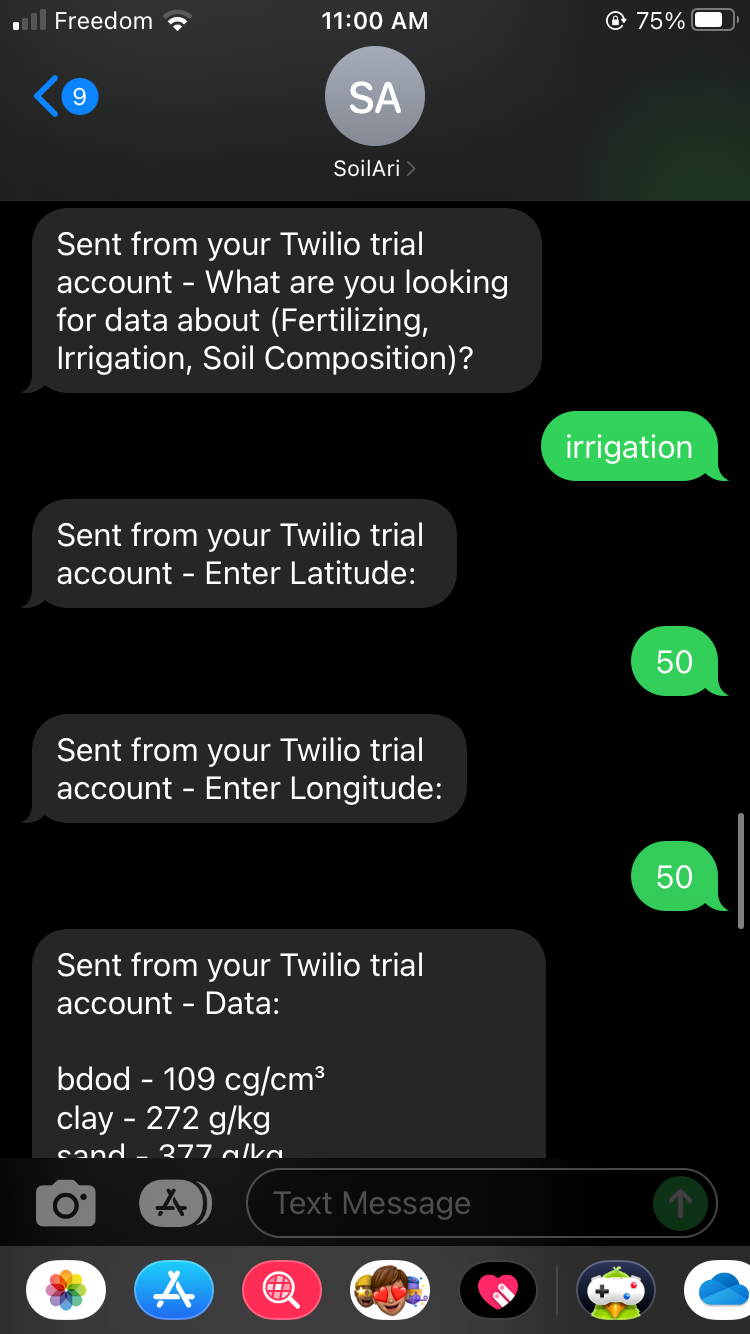 Freedom 11:00 AM 75%
9
SA
SoilAri
Sent from your Twilio trial
account - What are you looking
for data about (Fertilizing,
Irrigation, Soil Composition)?
irrigation
Sent from your Twilio trial
account - Enter Latitude:
50
Sent from your Twilio trial
account - Enter Longitude:
50
Sent from your Twilio trial
account - Data:
bdod - 109 cg/cm³
clay - 272 g/kg
sand - 377 g/kg
Text Message